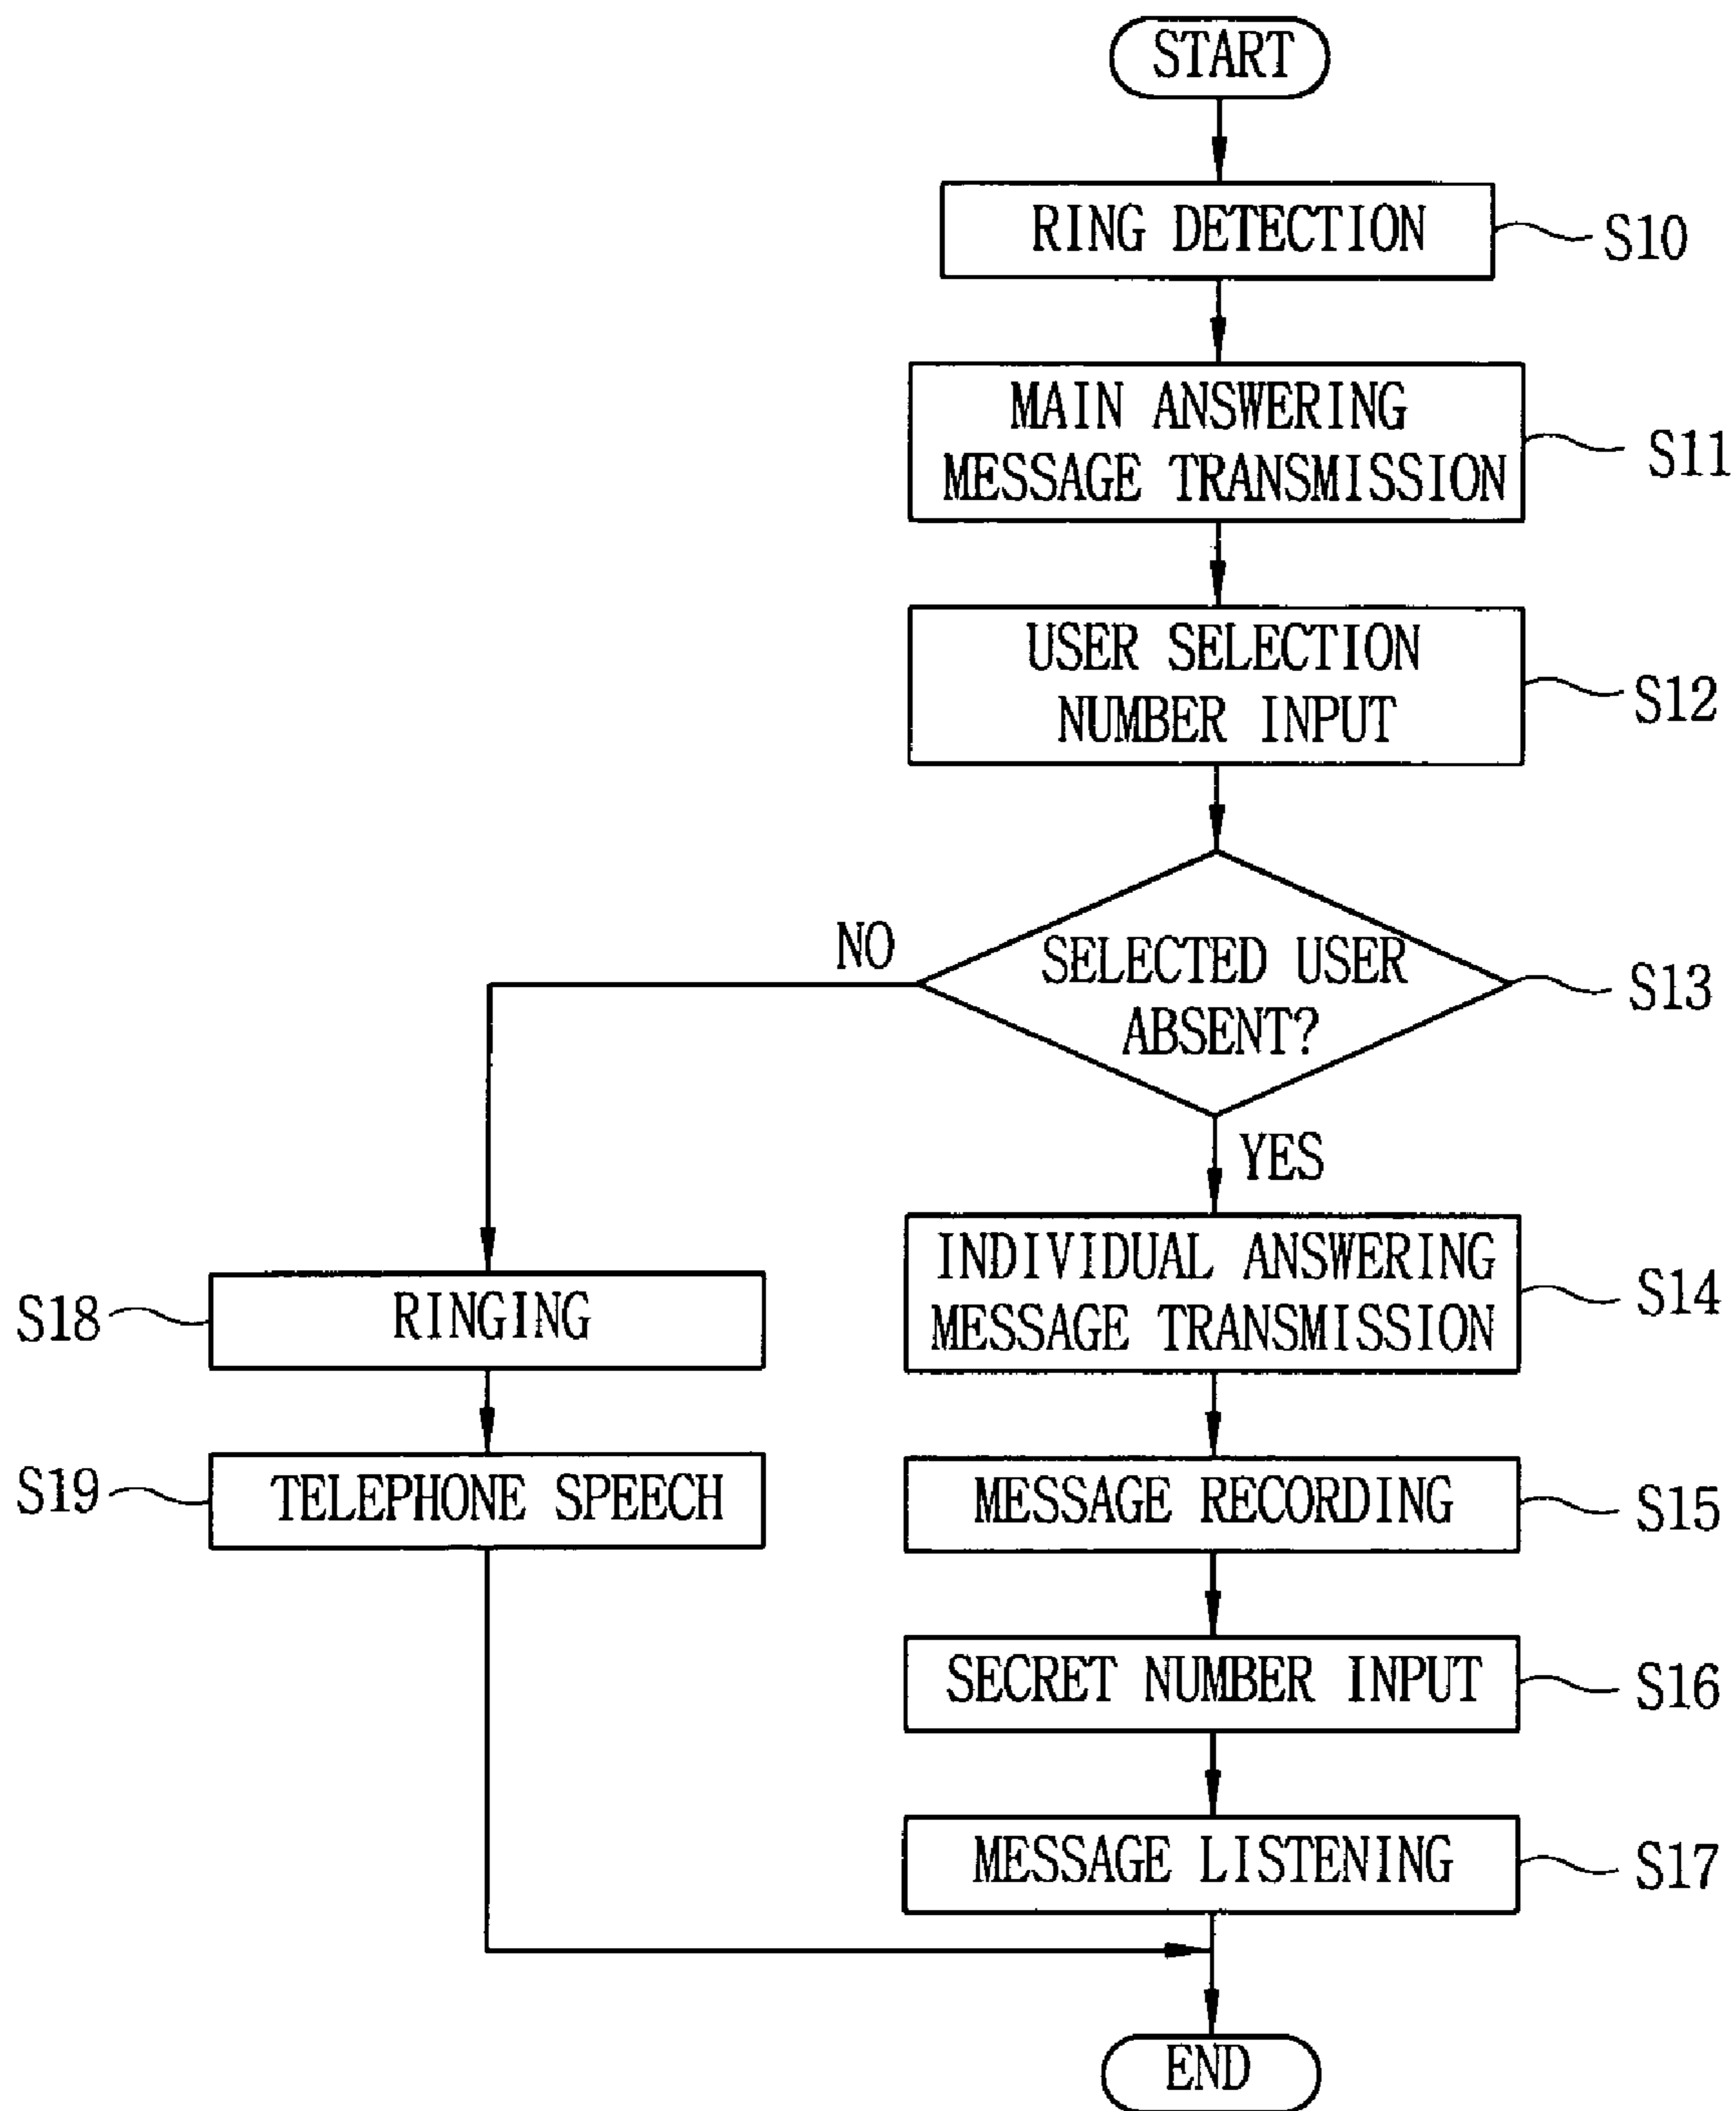 START
RING DETECTION
S10
MAIN ANSWERING
MESSAGE TRANSMISSION
S11
USER SELECTION
NUMBER INPUT
S12
SELECTED USER
ABSENT?
S13
NO
YES
INDIVIDUAL ANSWERING
MESSAGE TRANSMISSION
S14
S18
RINGING
MESSAGE RECORDING
S15
S19
TELEPHONE SPEECH
SECRET NUMBER INPUT
S16
MESSAGE LISTENING
S17
END